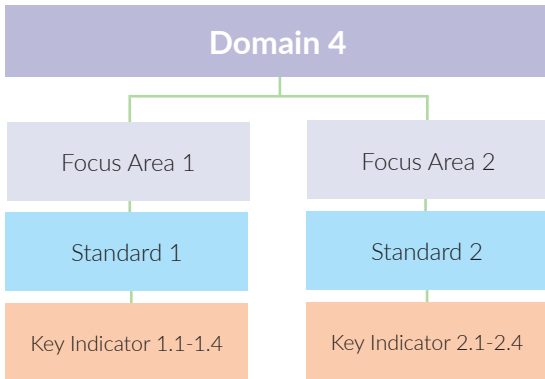 Domain 4
Focus Area 1
Focus Area 2
Standard 1
Standard 2
Key Indicator 1.1-1.4
Key Indicator 2.1-2.4